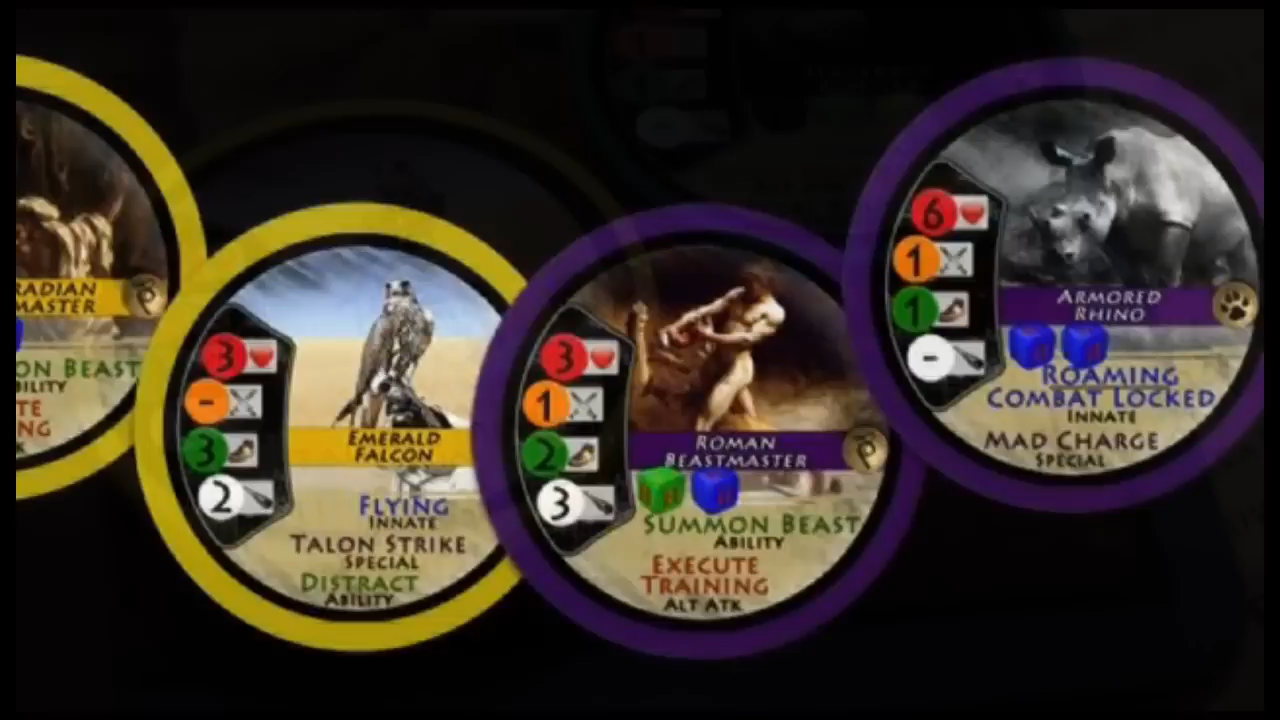 RADIAN
MASTER
ON BEAST
ABILITY
TE
NG
K
3
-
3
2
EMERALD
FALCON
FLYING
INNATE
TALON STRIKE
SPECIAL
DISTRACT
ABILITY
3
1
2
3
ROMAN
BEASTMASTER
SUMMON BEAST
ABILITY
EXECUTE
TRAINING
ALT ATK
6
1
1
-
ARMORED
RHINO
ROAMING
COMBAT LOCKED
INNATE
MAD CHARGE
SPECIAL